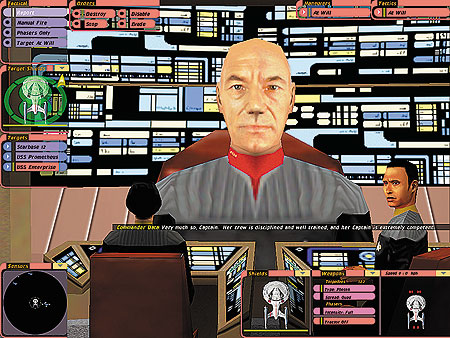 Tactical
Report
Manual Fire
Phasers Only
Target At Will
Orders
Destroy
Disable
Stop
Evade
Maneuvers
At Will
Tactics
At Will
Target
Targets
Starbase 12
USS Prometheus
USS Enterprise
Commander Data Very much so, Captain. Her crew is disciplined and well trained, and her Captain is extremely competent.
Sensors
Shields
Weapons
Torpedoes
Type: Photon
Spread: Quad
Phasers
Intensity: Full
Tractor Off
Speed 0 : 0